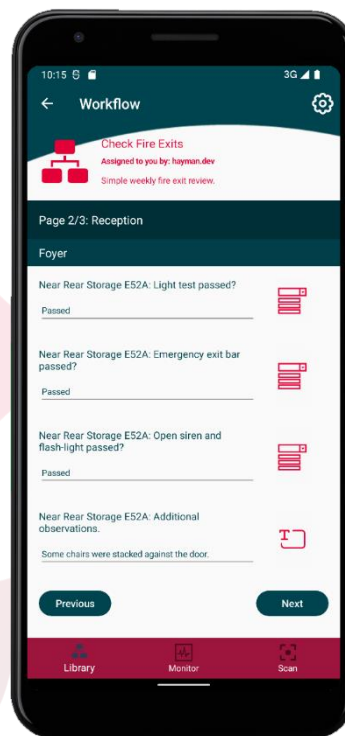 10:15 3G
Workflow
Check Fire Exits
Assigned to you by: hayman.dev
Simple weekly fire exit review.
Page 2/3: Reception
Foyer
Near Rear Storage E52A: Light test passed?
Passed
Near Rear Storage E52A: Emergency exit bar
passed?
Passed
Near Rear Storage E52A: Open siren and
flash-light passed?
Passed
Near Rear Storage E52A: Additional
observations.
T
Some chairs were stacked against the door.
Previous Next
Library Monitor Scan